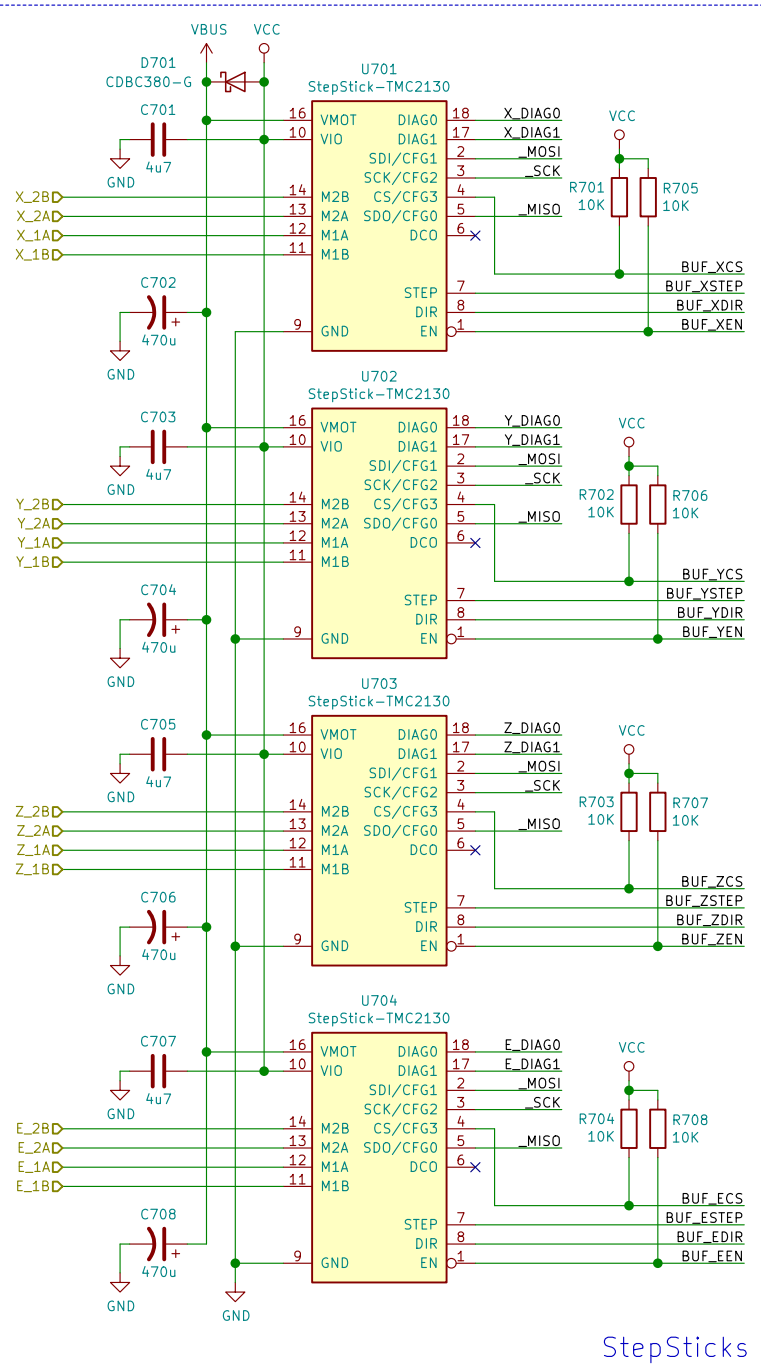 VBUS
VCC
D701
CDBC380-G
U701
StepStick-TMC2130
C701
4u7
GND
16 VMOT DIAG0 18 X_DIAG0
10 VIO DIAG1 17 X_DIAG1
SDI/CFG1 2 _MOSI
SCK/CFG2 3 _SCK
X_2B 14 M2B CS/CFG3 4
X_2A 13 M2A SDO/CFG0 5 _MISO
X_1A 12 M1A DCO 6
X_1B 11 M1B
VCC
R701
10K
R705
10K
BUF_XCS
C702
470u
GND
STEP 7 BUF_XSTEP
DIR 8 BUF_XDIR
9 GND EN 1 BUF_XEN
U702
StepStick-TMC2130
C703
4u7
GND
16 VMOT DIAG0 18 Y_DIAG0
10 VIO DIAG1 17 Y_DIAG1
SDI/CFG1 2 _MOSI
SCK/CFG2 3 _SCK
Y_2B 14 M2B CS/CFG3 4
Y_2A 13 M2A SDO/CFG0 5 _MISO
Y_1A 12 M1A DCO 6
Y_1B 11 M1B
VCC
R702
10K
R706
10K
BUF_YCS
C704
470u
GND
STEP 7 BUF_YSTEP
DIR 8 BUF_YDIR
9 GND EN 1 BUF_YEN
U703
StepStick-TMC2130
C705
4u7
GND
16 VMOT DIAG0 18 Z_DIAG0
10 VIO DIAG1 17 Z_DIAG1
SDI/CFG1 2 _MOSI
SCK/CFG2 3 _SCK
Z_2B 14 M2B CS/CFG3 4
Z_2A 13 M2A SDO/CFG0 5 _MISO
Z_1A 12 M1A DCO 6
Z_1B 11 M1B
VCC
R703
10K
R707
10K
BUF_ZCS
C706
470u
GND
STEP 7 BUF_ZSTEP
DIR 8 BUF_ZDIR
9 GND EN 1 BUF_ZEN
U704
StepStick-TMC2130
C707
4u7
GND
16 VMOT DIAG0 18 E_DIAG0
10 VIO DIAG1 17 E_DIAG1
SDI/CFG1 2 _MOSI
SCK/CFG2 3 _SCK
E_2B 14 M2B CS/CFG3 4
E_2A 13 M2A SDO/CFG0 5 _MISO
E_1A 12 M1A DCO 6
E_1B 11 M1B
VCC
R704
10K
R708
10K
BUF_ECS
C708
470u
GND
STEP 7 BUF_ESTEP
DIR 8 BUF_EDIR
9 GND EN 1 BUF_EEN
GND
StepSticks